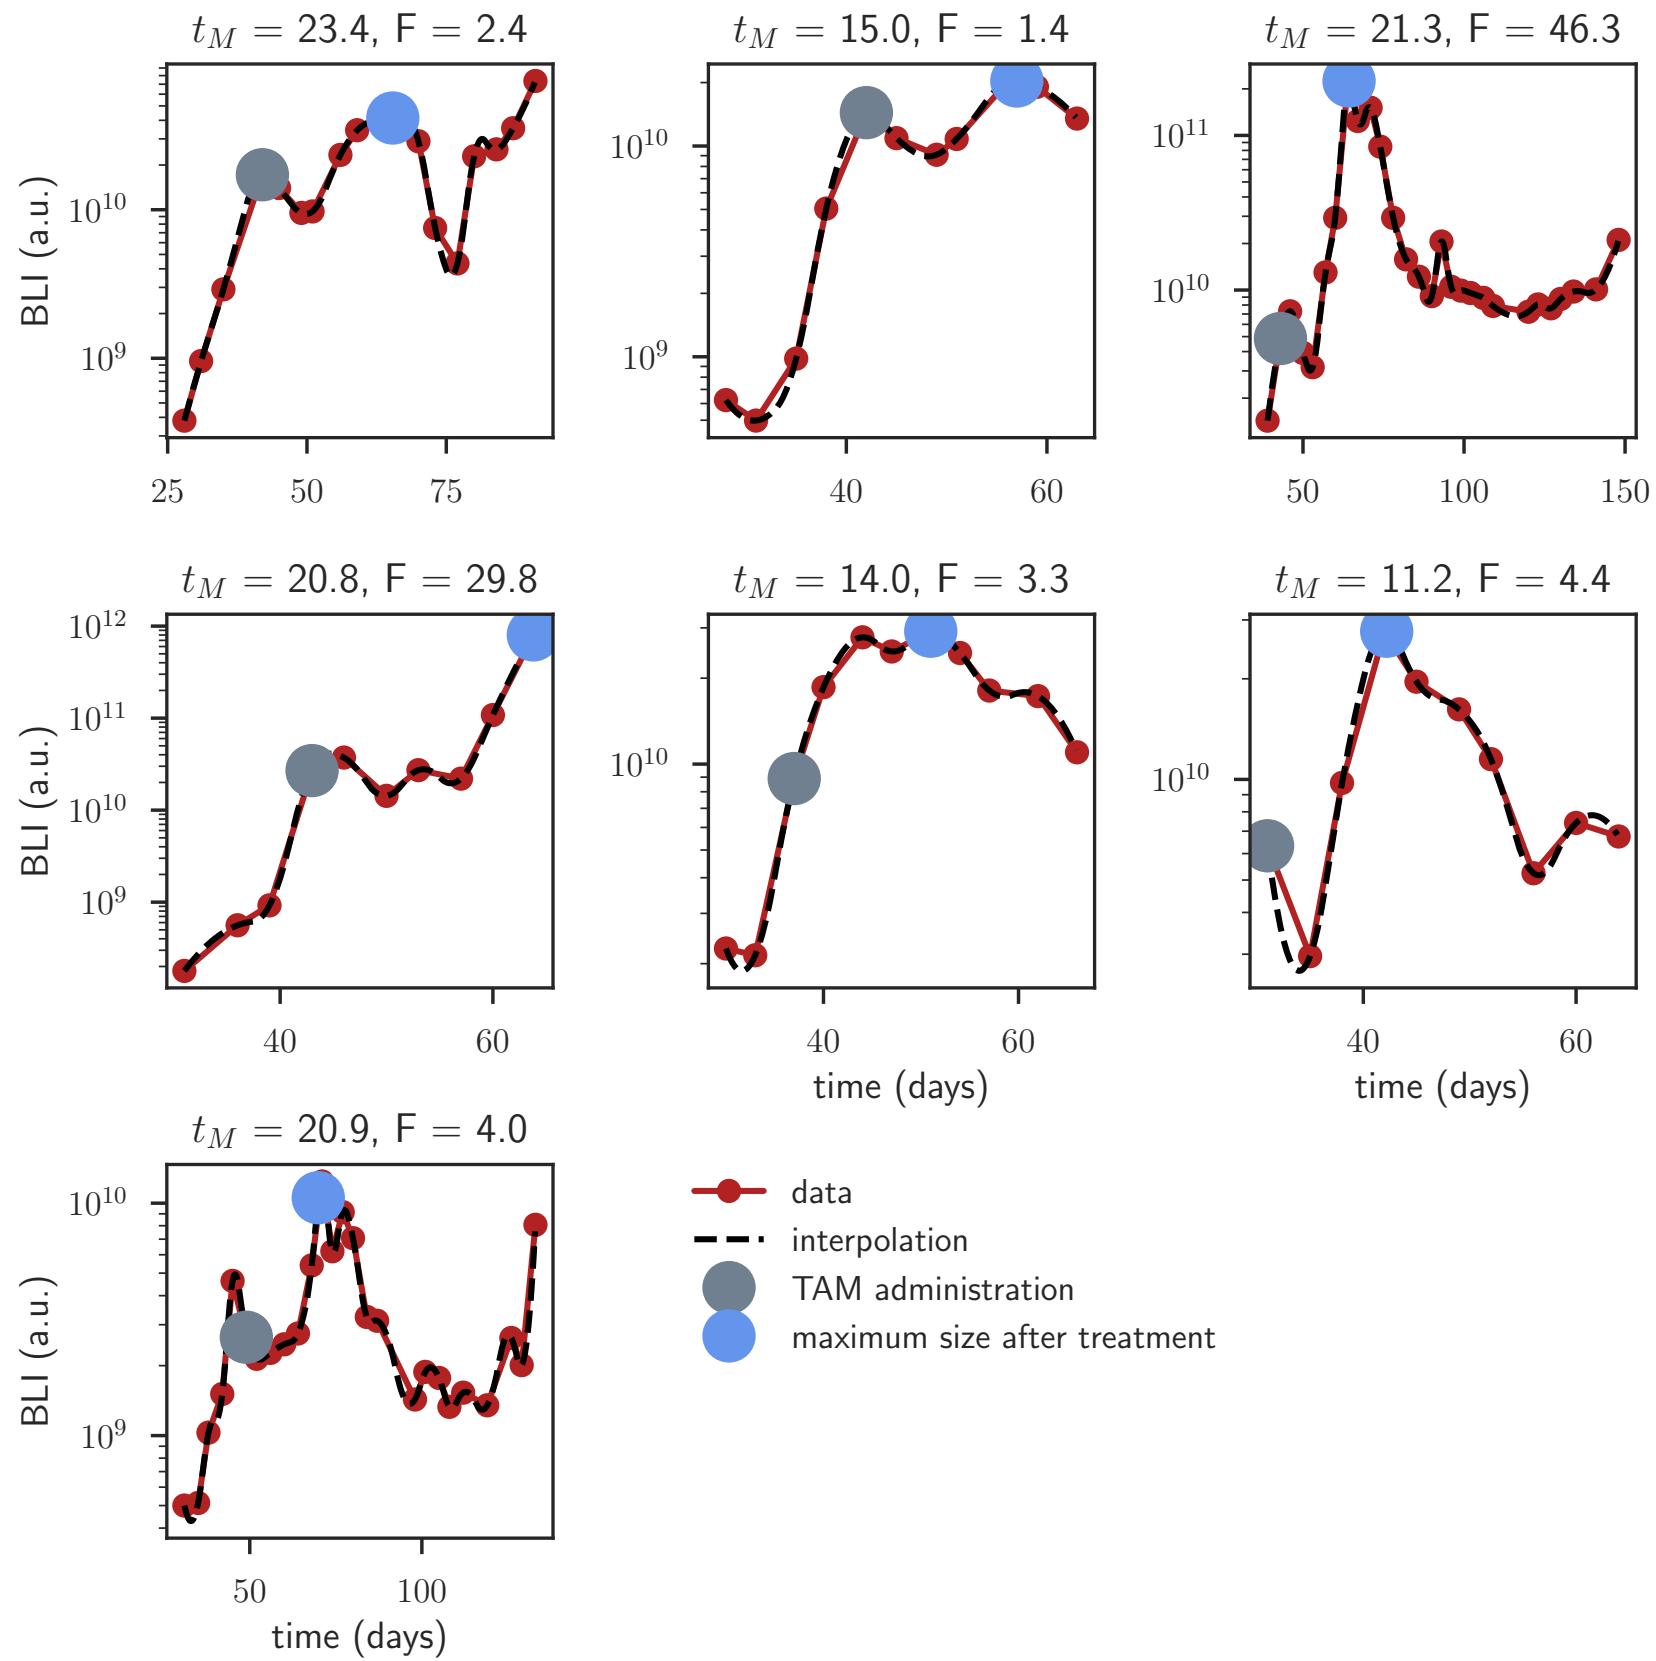 t_M = 23.4, F = 2.4
t_M = 15.0, F = 1.4
t_M = 21.3, F = 46.3
BLI (a.u.)
10^10
10^9
25 50 75
10^10
10^9
40 60
10^11
10^10
50 100 150
t_M = 20.8, F = 29.8
t_M = 14.0, F = 3.3
t_M = 11.2, F = 4.4
BLI (a.u.)
10^12
10^11
10^10
10^9
40 60
10^10
40 60
time (days)
10^10
40 60
time (days)
t_M = 20.9, F = 4.0
BLI (a.u.)
10^10
10^9
50 100
time (days)
data
interpolation
TAM administration
maximum size after treatment